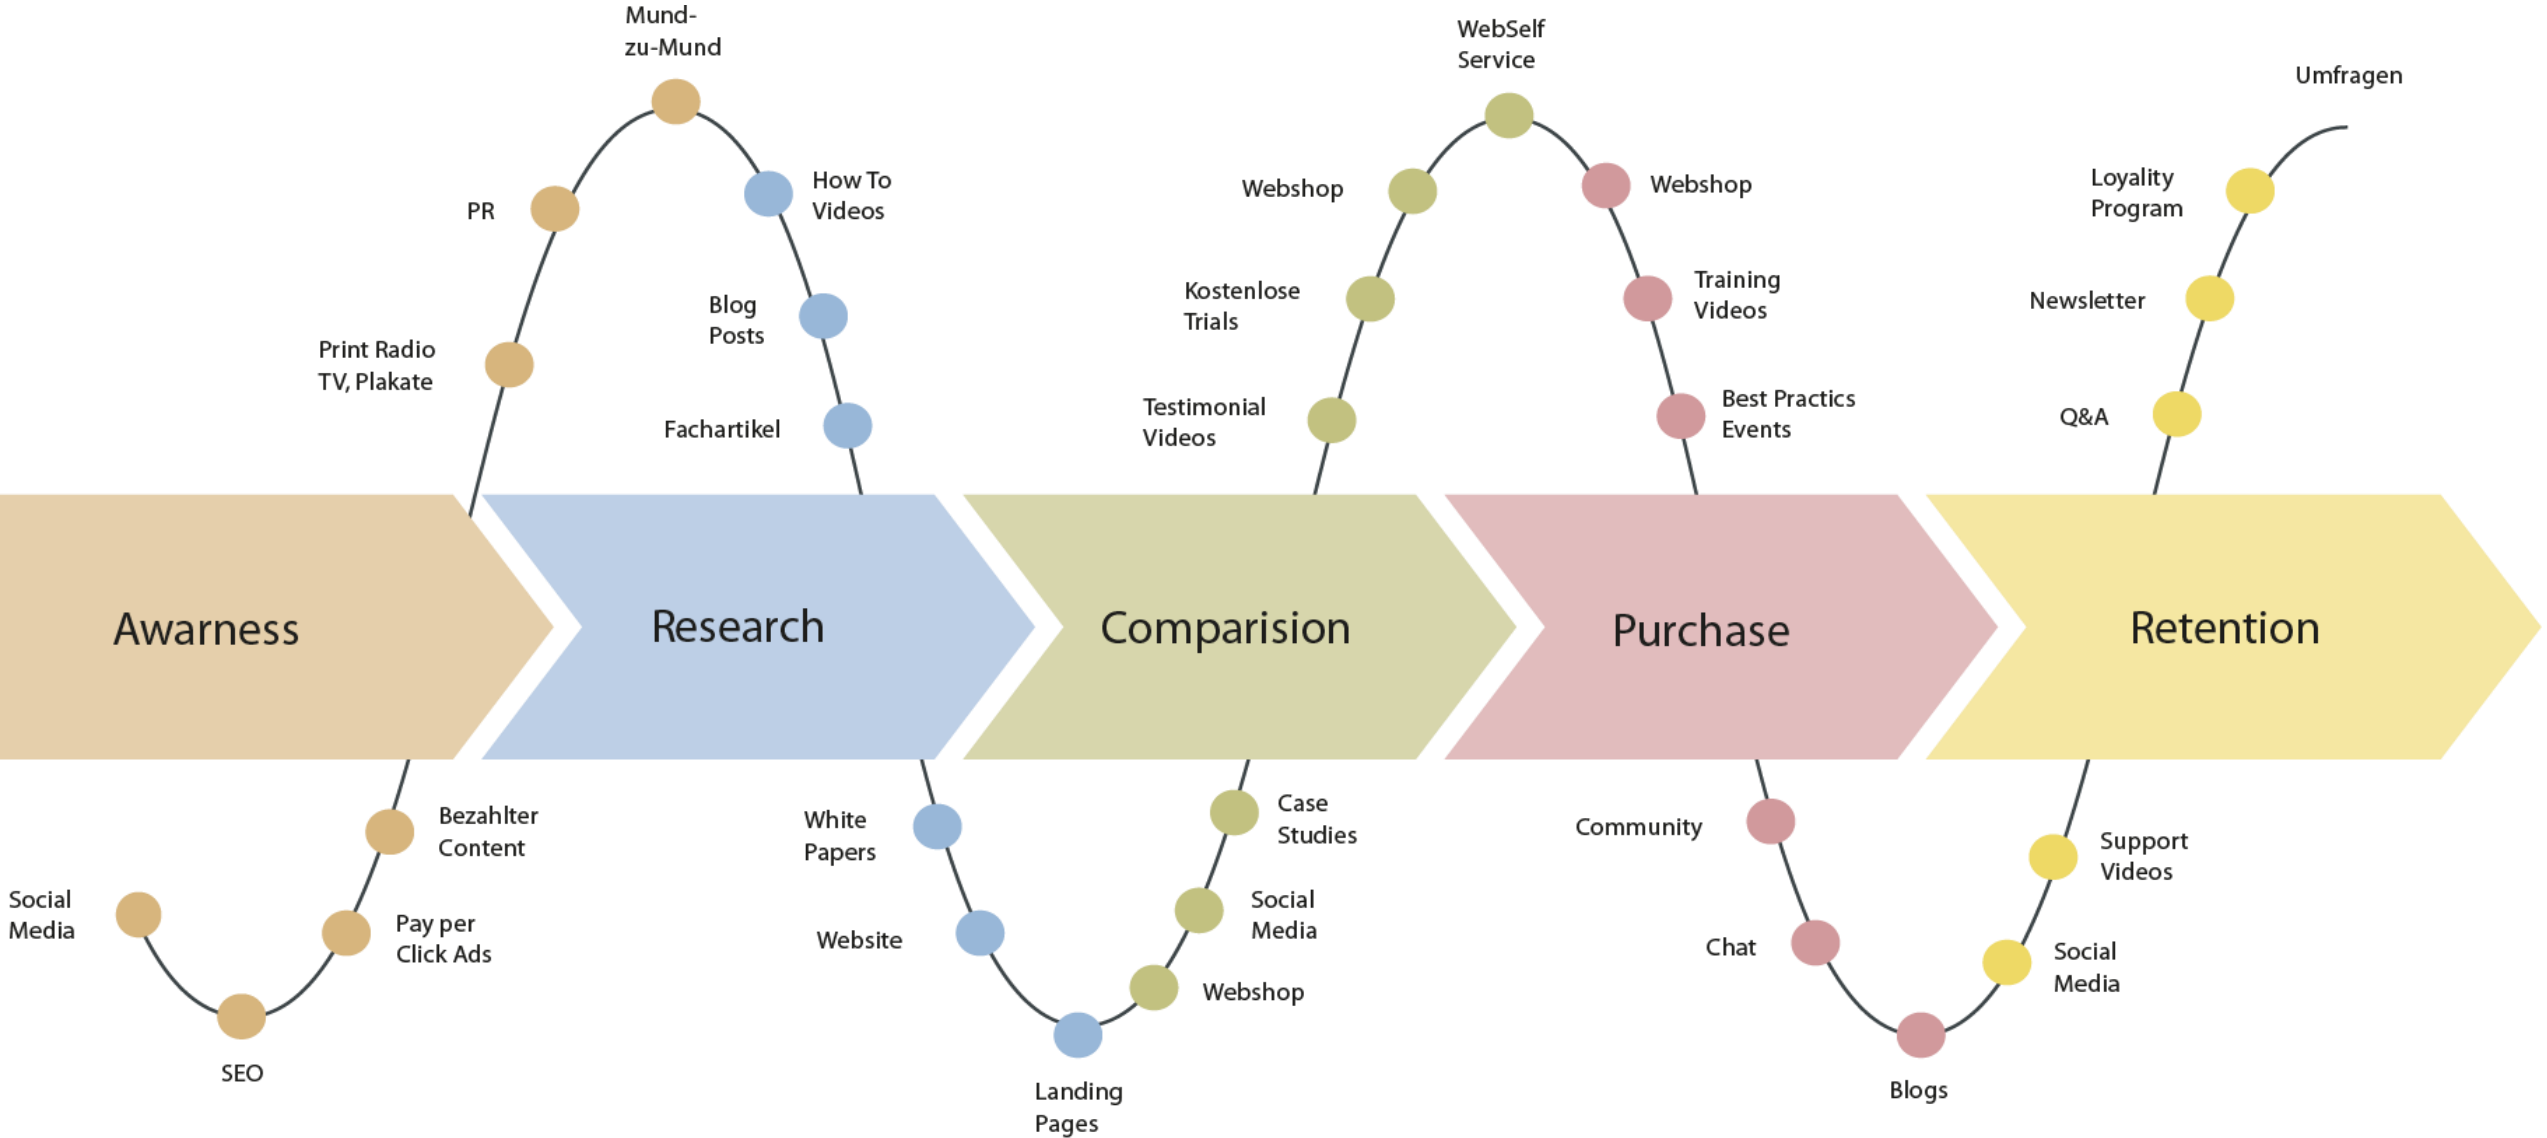 Mund-
zu-Mund
PR
Print Radio
TV, Plakate
How To
Videos
Blog
Posts
Fachartikel
WebSelf
Service
Webshop
Kostenlose
Trials
Testimonial
Videos
Webshop
Training
Videos
Best Practics
Events
Umfragen
Loyality
Program
Newsletter
Q&A
Awarness
Research
Comparision
Purchase
Retention
Social
Media
SEO
Pay per
Click Ads
Bezahlter
Content
White
Papers
Website
Landing
Pages
Webshop
Social
Media
Case
Studies
Community
Chat
Blogs
Social
Media
Support
Videos